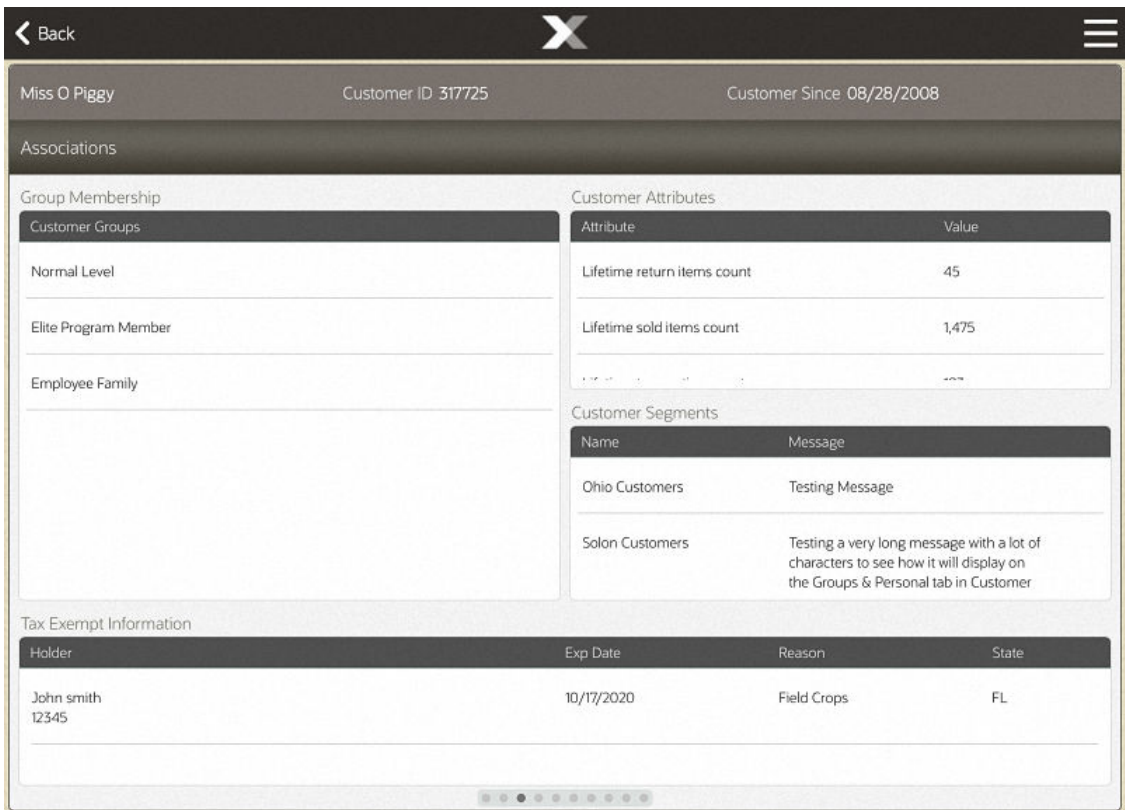 Back
Miss O Piggy Customer ID 317725 Customer Since 08/28/2008
Associations
Group Membership
Customer Groups
Normal Level
Elite Program Member
Employee Family
Customer Attributes
Attribute Value
Lifetime return items count 45
Lifetime sold items count 1,475
Customer Segments
Name Message
Ohio Customers Testing Message
Solon Customers Testing a very long message with a lot of
characters to see how it will display on
the Groups & Personal tab in Customer
Tax Exempt Information
Holder Exp Date Reason State
John smith 10/17/2020 Field Crops FL
12345